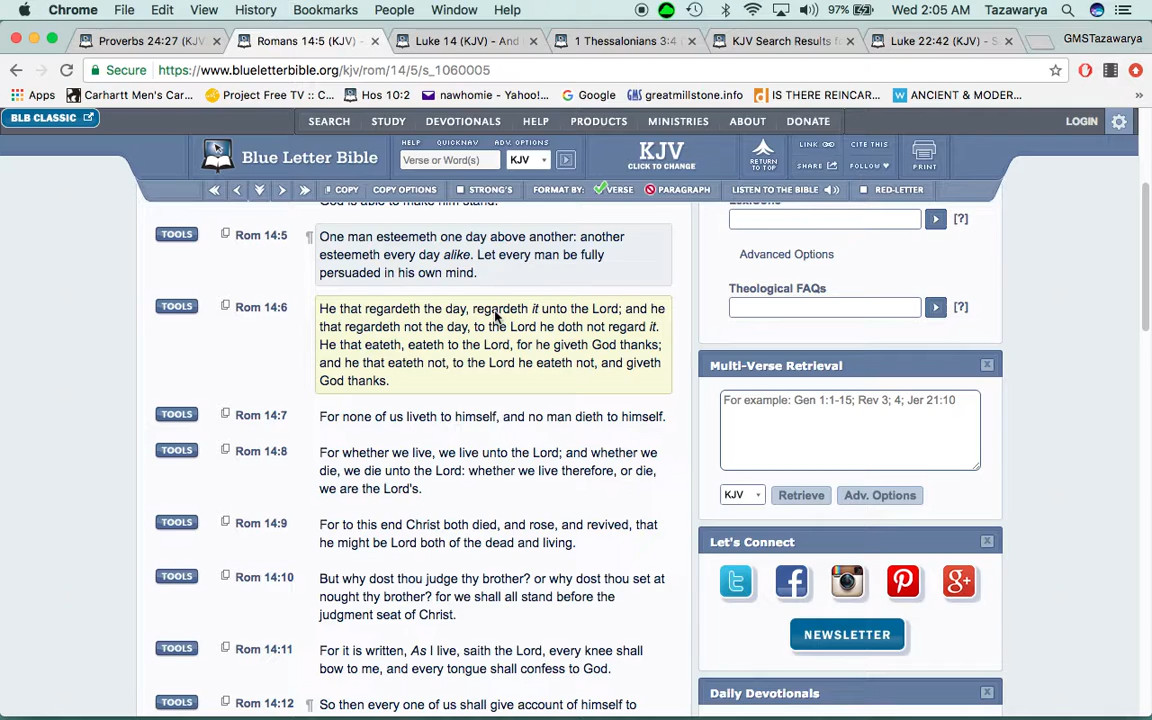 Chrome File Edit View History Bookmarks People Window Help 97% Wed 2:05 AM Tazawarya
Proverbs 24:27 (KJV) × Romans 14:5 (KJV) - × Luke 14 (KJV) - And × 1 Thessalonians 3:4 ( × KJV Search Results fo × Luke 22:42 (KJV) - S × GMSTazawarya
Secure https://www.blueletterbible.org/kjv/rom/14/5/s_1060005
Apps Carhartt Men's Car... Project Free TV :: C... Hos 10:2 nawhomie - Yahoo!... Google GMS greatmillstone.info IS THERE REINCAR... W ANCIENT & MODER... »
BLB CLASSIC
SEARCH STUDY DEVOTIONALS HELP PRODUCTS MINISTRIES ABOUT DONATE LOGIN
Blue Letter Bible
HELP QUICKNAV ADV. OPTIONS
Verse or Word(s) KJV
KJV
CLICK TO CHANGE
RETURN
TO TOP
LINK CITE THIS
SHARE FOLLOW
PRINT
COPY COPY OPTIONS STRONG'S FORMAT BY: VERSE PARAGRAPH LISTEN TO THE BIBLE RED-LETTER
God is able to make him stand.
TOOLS Rom 14:5 ¶ One man esteemeth one day above another: another
esteemeth every day alike. Let every man be fully
persuaded in his own mind.
TOOLS Rom 14:6 He that regardeth the day, regardeth it unto the Lord; and he
that regardeth not the day, to the Lord he doth not regard it.
He that eateth, eateth to the Lord, for he giveth God thanks;
and he that eateth not, to the Lord he eateth not, and giveth
God thanks.
TOOLS Rom 14:7 For none of us liveth to himself, and no man dieth to himself.
TOOLS Rom 14:8 For whether we live, we live unto the Lord; and whether we
die, we die unto the Lord: whether we live therefore, or die,
we are the Lord's.
TOOLS Rom 14:9 For to this end Christ both died, and rose, and revived, that
he might be Lord both of the dead and living.
TOOLS Rom 14:10 But why dost thou judge thy brother? or why dost thou set at
nought thy brother? for we shall all stand before the
judgment seat of Christ.
TOOLS Rom 14:11 For it is written, As I live, saith the Lord, every knee shall
bow to me, and every tongue shall confess to God.
TOOLS Rom 14:12 ¶ So then every one of us shall give account of himself to
[?]
Advanced Options
Theological FAQs
[?]
Multi-Verse Retrieval
For example: Gen 1:1-15; Rev 3; 4; Jer 21:10
KJV Retrieve Adv. Options
Let's Connect
NEWSLETTER
Daily Devotionals